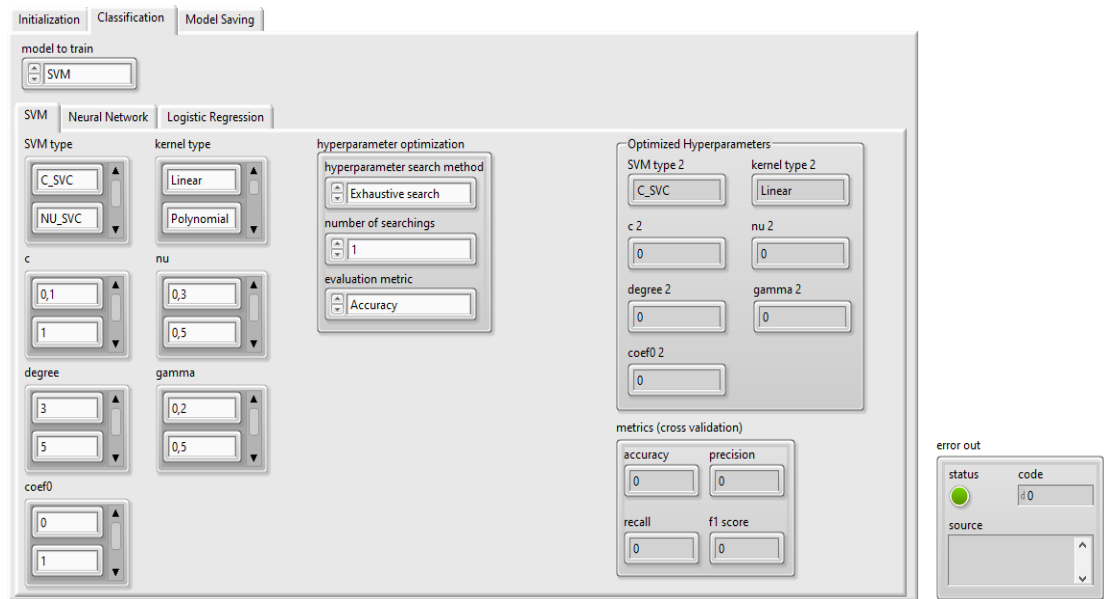 Initialization Classification Model Saving
model to train
SVM
SVM Neural Network Logistic Regression
SVM type kernel type
C_SVC Linear
NU_SVC Polynomial
c nu
0,1 0,3
1 0,5
degree gamma
3 0,2
5 0,5
coef0
0
1
hyperparameter optimization
hyperparameter search method
Exhaustive search
number of searchings
1
evaluation metric
Accuracy
Optimized Hyperparameters
SVM type 2 kernel type 2
C_SVC Linear
c 2 nu 2
0 0
degree 2 gamma 2
0 0
coef0 2
0
metrics (cross validation)
accuracy precision
0 0
recall f1 score
0 0
error out
status code
d 0
source